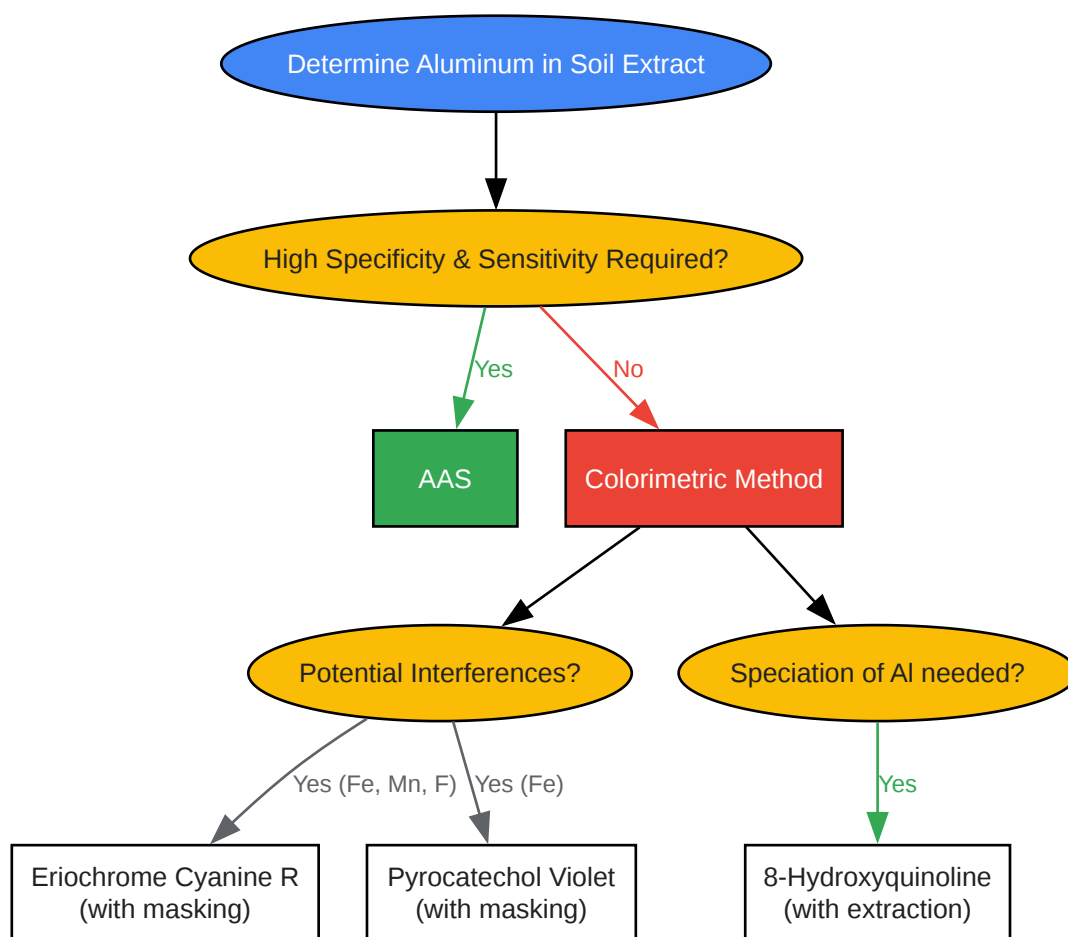 Determine Aluminum in Soil Extract
High Specificity & Sensitivity Required?
Yes
No
AAS
Colorimetric Method
Potential Interferences?
Speciation of Al needed?
Yes (Fe, Mn, F)
Yes (Fe)
Yes
Eriochrome Cyanine R
(with masking)
Pyrocatechol Violet
(with masking)
8-Hydroxyquinoline
(with extraction)